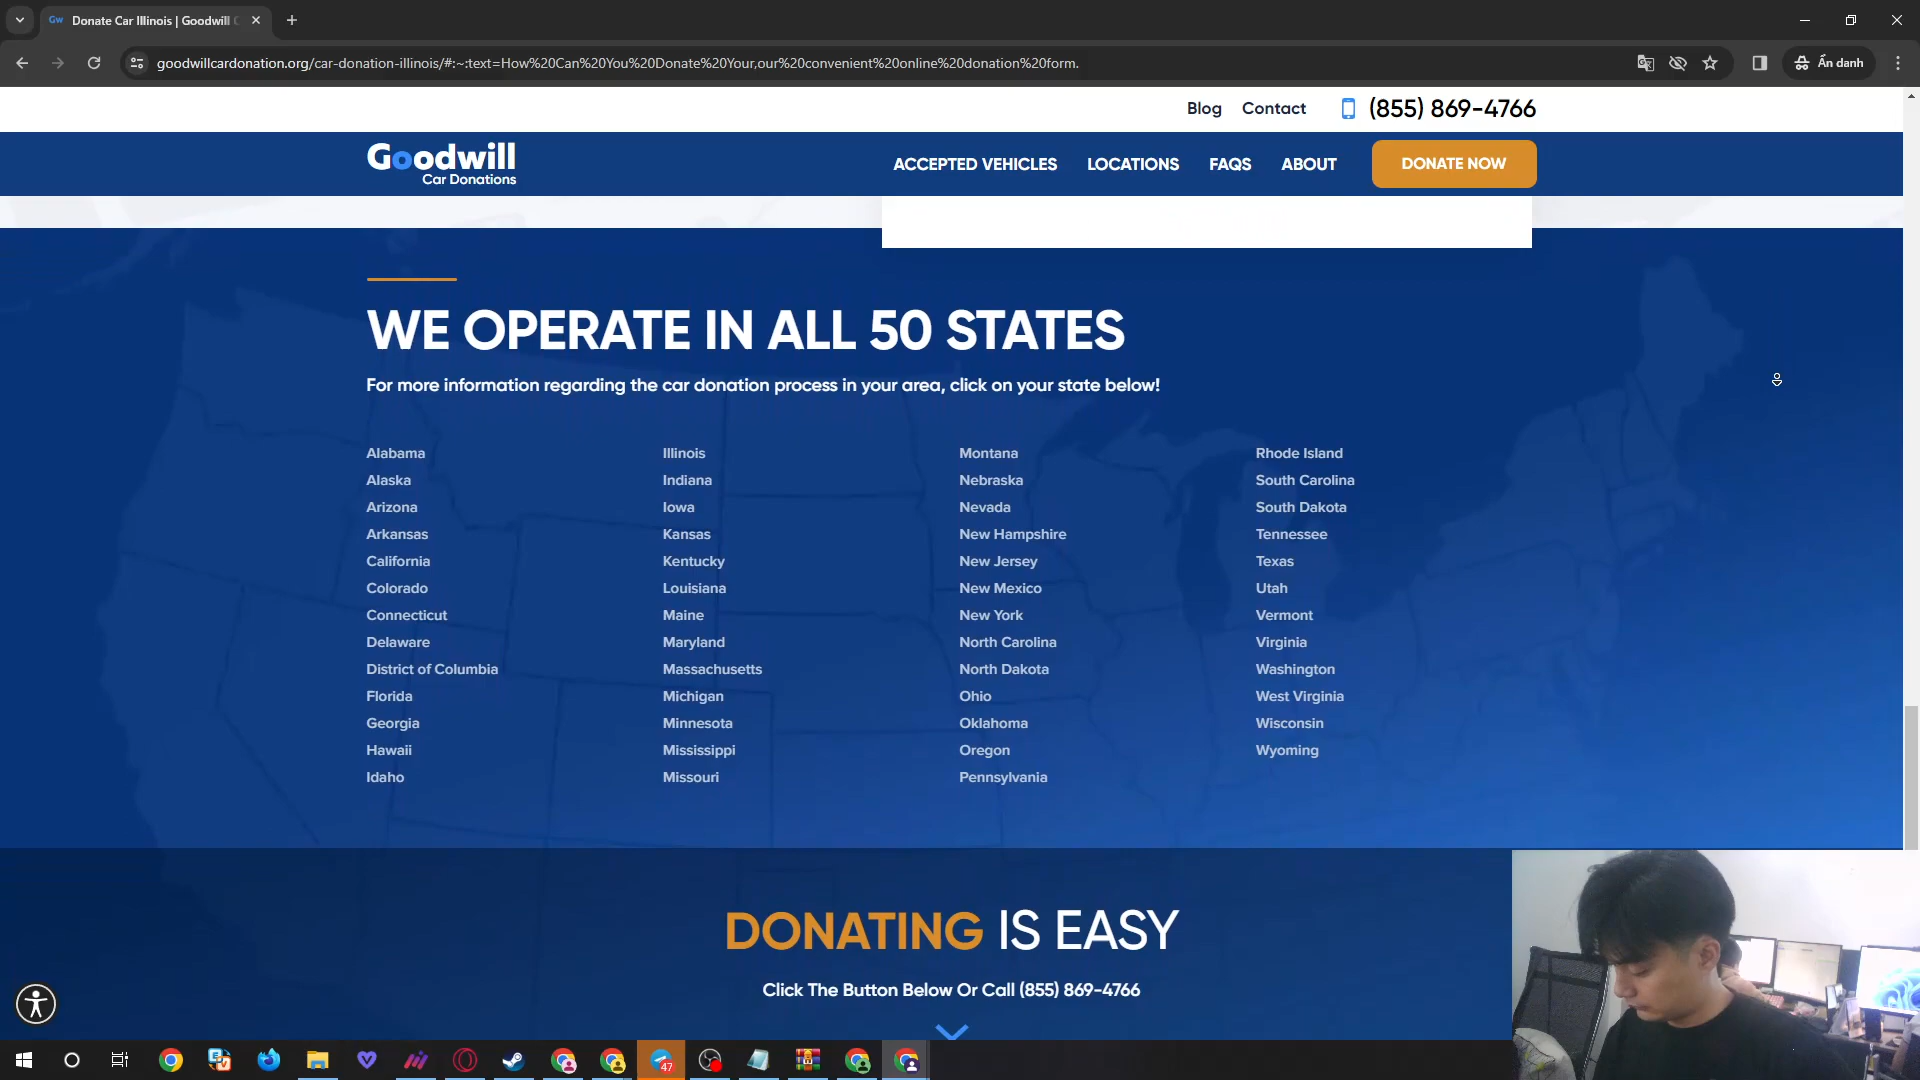 Donate Car Illinois | Goodwill C
goodwillcardonation.org/car-donation-illinois/#:~:text=How%20Can%20You%20Donate%20Your,our%20convenient%20online%20donation%20form.
Ẩn danh
Blog Contact (855) 869-4766
Goodwill
Car Donations
ACCEPTED VEHICLES LOCATIONS FAQS ABOUT DONATE NOW
WE OPERATE IN ALL 50 STATES
For more information regarding the car donation process in your area, click on your state below!
Alabama
Alaska
Arizona
Arkansas
California
Colorado
Connecticut
Delaware
District of Columbia
Florida
Georgia
Hawaii
Idaho
Illinois
Indiana
Iowa
Kansas
Kentucky
Louisiana
Maine
Maryland
Massachusetts
Michigan
Minnesota
Mississippi
Missouri
Montana
Nebraska
Nevada
New Hampshire
New Jersey
New Mexico
New York
North Carolina
North Dakota
Ohio
Oklahoma
Oregon
Pennsylvania
Rhode Island
South Carolina
South Dakota
Tennessee
Texas
Utah
Vermont
Virginia
Washington
West Virginia
Wisconsin
Wyoming
DONATING IS EASY
Click The Button Below Or Call (855) 869-4766
47